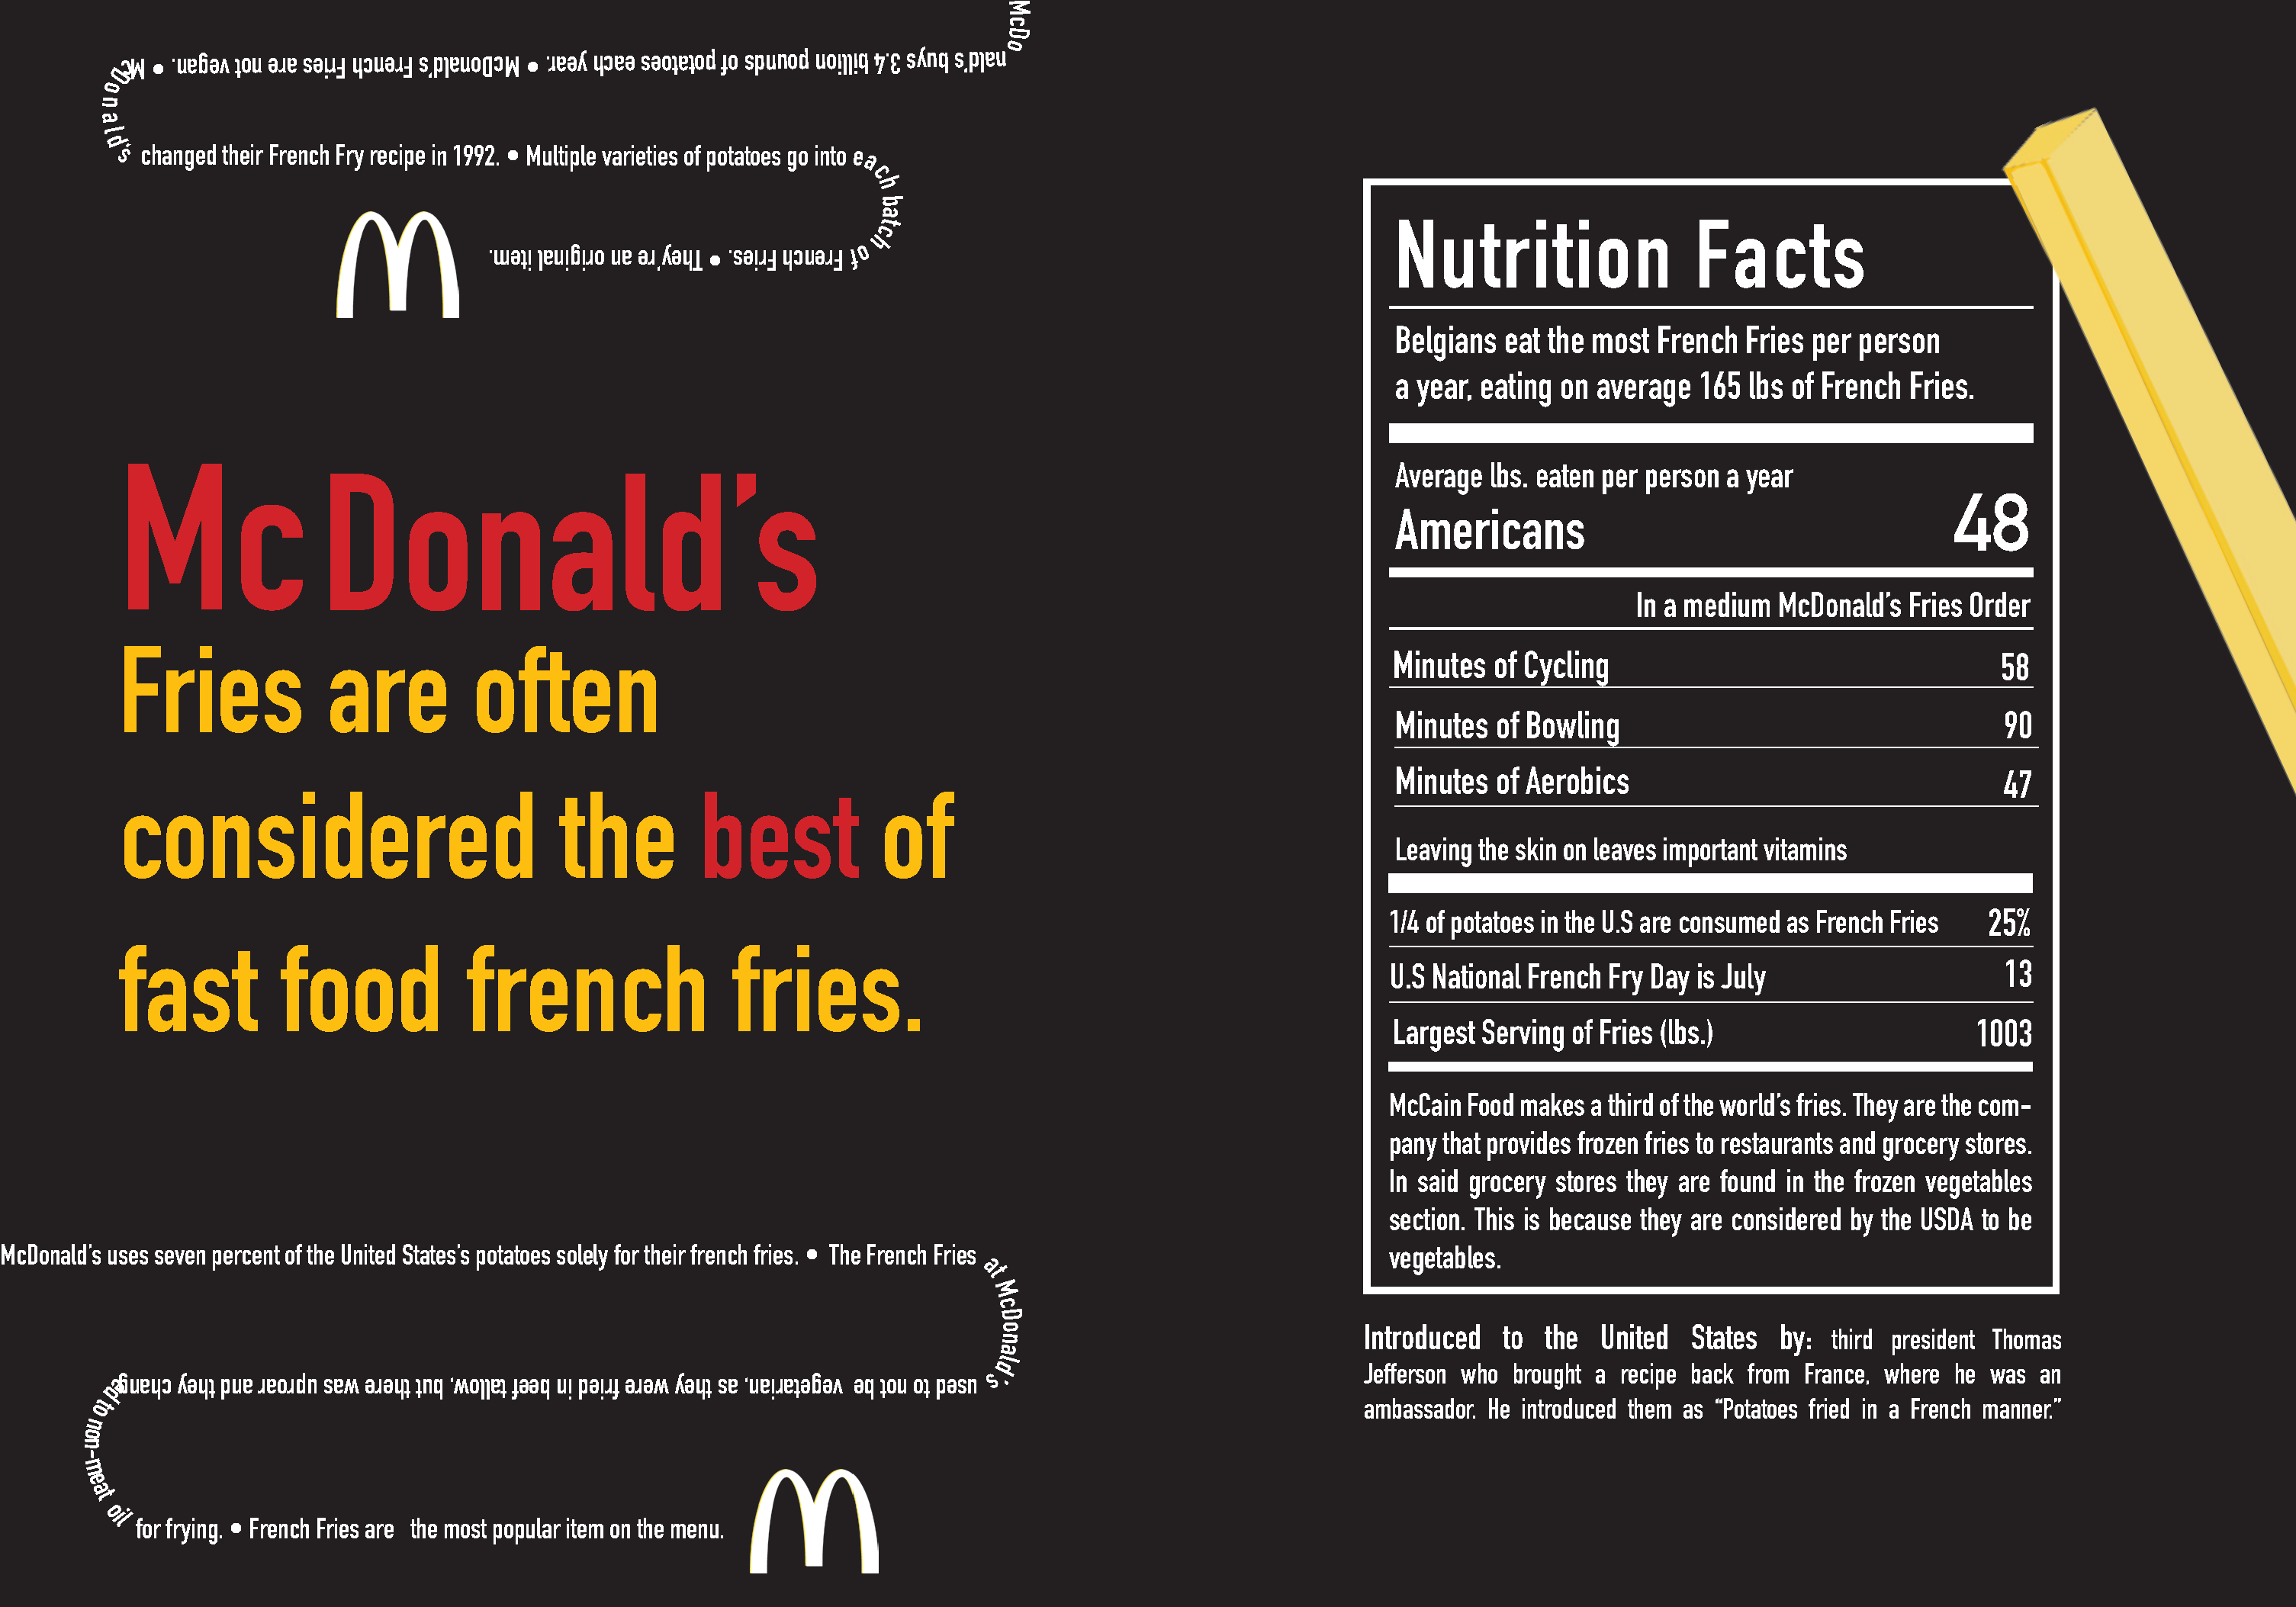 McDonald's buys 3.4 billion pounds of potatoes each year. • McDonald's French Fries are not vegan. • McDonald's
changed their French Fry recipe in 1992. • Multiple varieties of potatoes go into each batch
of French Fries. • They're an original item.
McDonald's
Fries are often
considered the best of
fast food french fries.
McDonald's uses seven percent of the United States's potatoes solely for their french fries. • The French Fries at McDonald's
used to not be vegetarian, as they were fried in beef tallow, but there was uproar and they changed to non-meat oil
for frying. • French Fries are the most popular item on the menu.
Nutrition Facts
Belgians eat the most French Fries per person
a year, eating on average 165 lbs of French Fries.
Average lbs. eaten per person a year
Americans 48
In a medium McDonald's Fries Order
Minutes of Cycling 58
Minutes of Bowling 90
Minutes of Aerobics 47
Leaving the skin on leaves important vitamins
1/4 of potatoes in the U.S are consumed as French Fries 25%
U.S National French Fry Day is July 13
Largest Serving of Fries (lbs.) 1003
McCain Food makes a third of the world's fries. They are the com-
pany that provides frozen fries to restaurants and grocery stores.
In said grocery stores they are found in the frozen vegetables
section. This is because they are considered by the USDA to be
vegetables.
Introduced to the United States by: third president Thomas
Jefferson who brought a recipe back from France, where he was an
ambassador. He introduced them as “Potatoes fried in a French manner.”